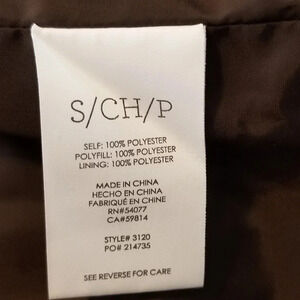 S/CH/P
SELF: 100% POLYESTER
POLYFILL: 100% POLYESTER
LINING: 100% POLYESTER
MADE IN CHINA
HECHO EN CHINA
FABRIQUÉ EN CHINE
RN#54077
CA#59814
STYLE# 3120
PO# 214735
SEE REVERSE FOR CARE